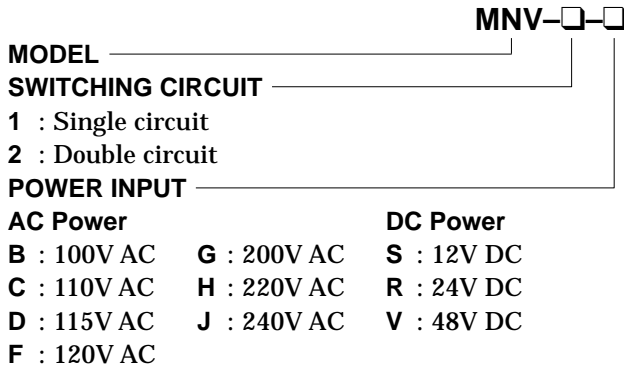 MNV–❏–❏
MODEL
SWITCHING CIRCUIT
1 : Single circuit
2 : Double circuit
POWER INPUT
AC Power DC Power
B : 100V AC G : 200V AC S : 12V DC
C : 110V AC H : 220V AC R : 24V DC
D : 115V AC J : 240V AC V : 48V DC
F : 120V AC